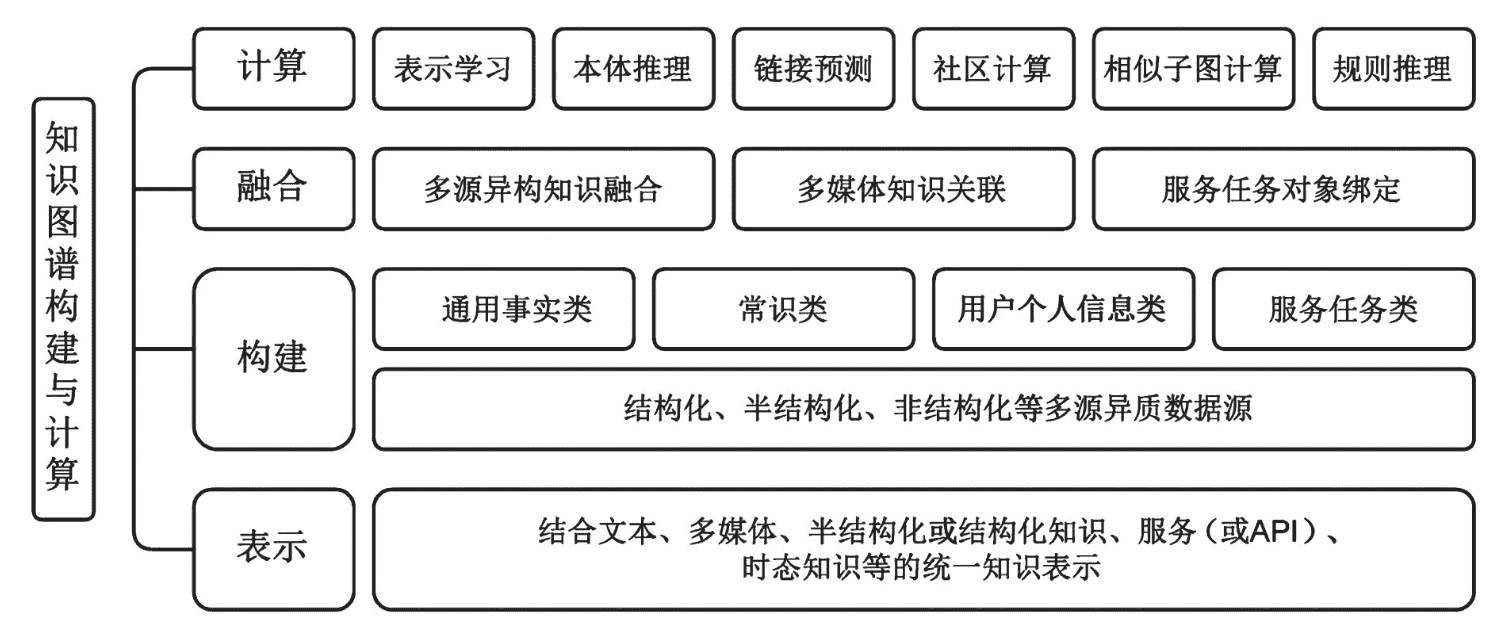 知识图谱构建与计算
计算
表示学习
本体推理
链接预测
社区计算
相似子图计算
规则推理
融合
多源异构知识融合
多媒体知识关联
服务任务对象绑定
构建
通用事实类
常识类
用户个人信息类
服务任务类
结构化、半结构化、非结构化等多源异质数据源
表示
结合文本、多媒体、半结构化或结构化知识、服务（或API）、
时态知识等的统一知识表示